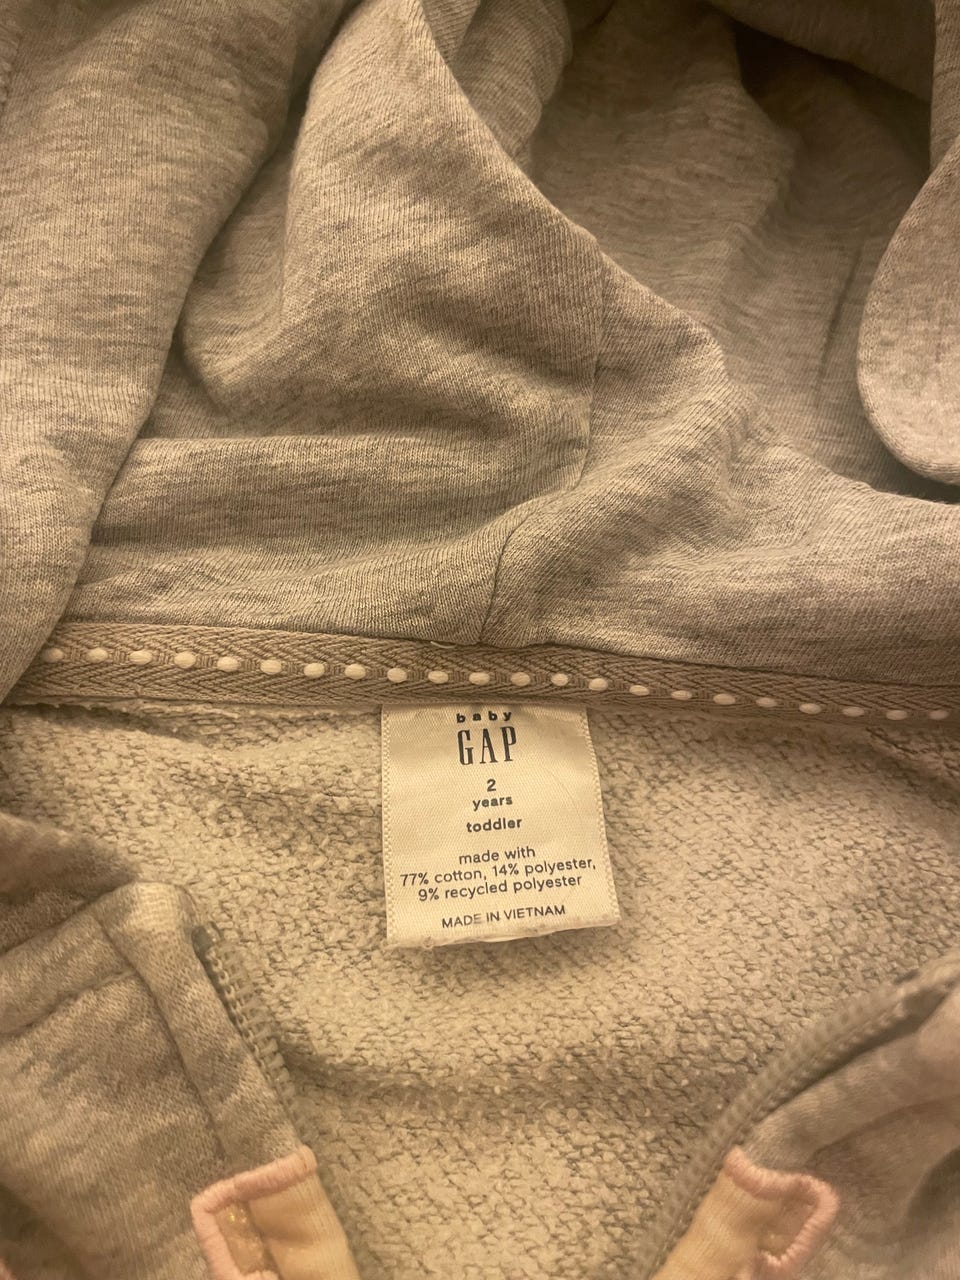 baby
GAP
2
years
toddler
made with
77% cotton, 14% polyester,
9% recycled polyester
MADE IN VIETNAM